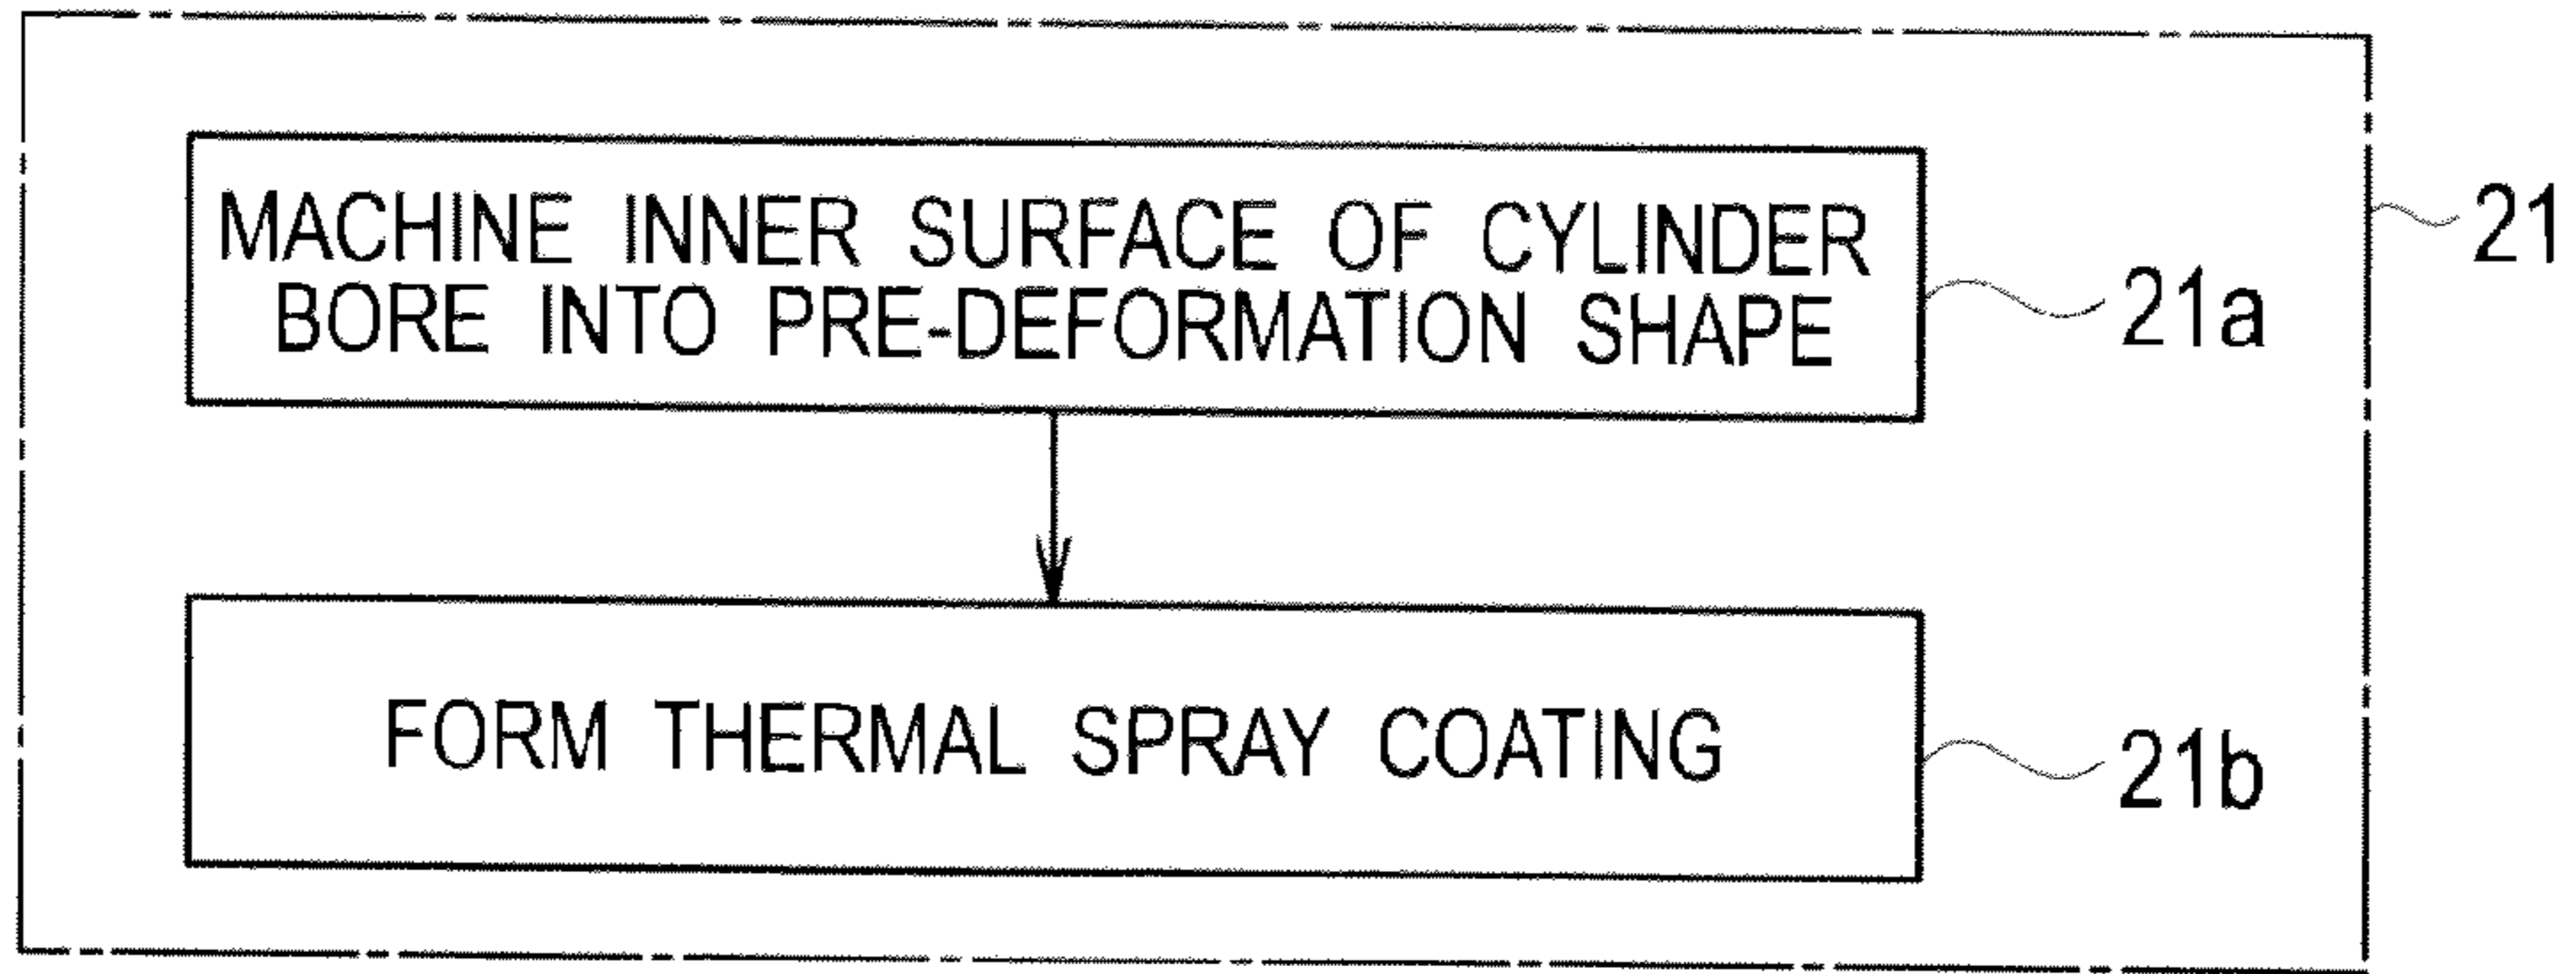 MACHINE INNER SURFACE OF CYLINDER
BORE INTO PRE-DEFORMATION SHAPE
21
21a
FORM THERMAL SPRAY COATING
21b